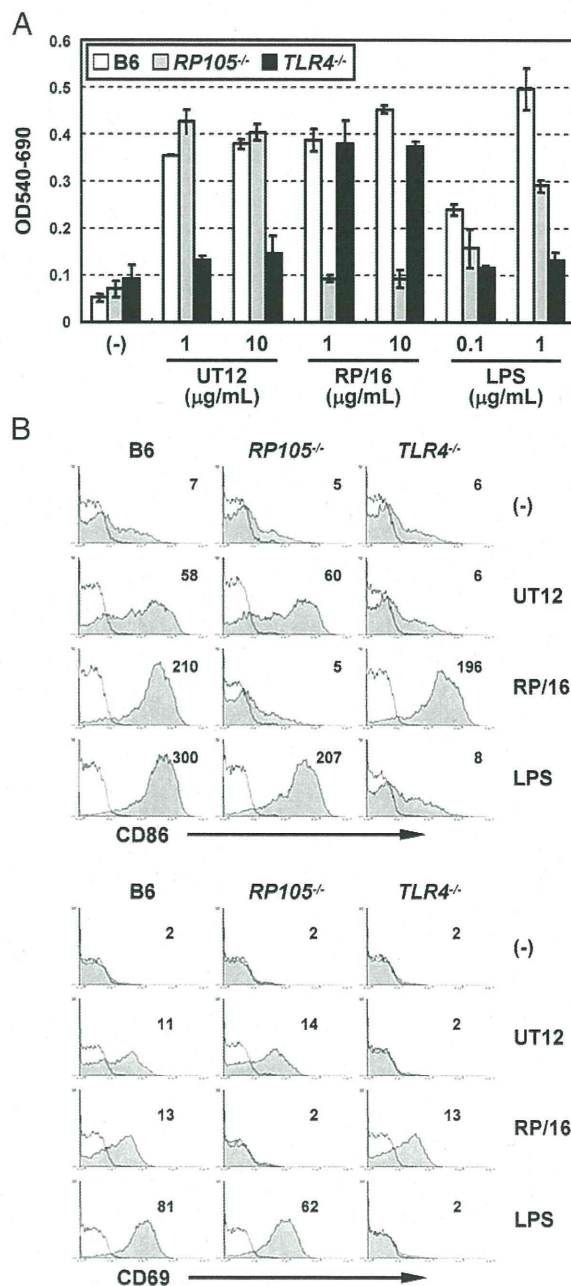 A
0.6
0.5
0.4
0.3
0.2
0.1
0
OD540-690
B6 RP105-/- TLR4-/-
(-) 1 10 1 10 0.1 1
UT12 RP/16 LPS
(μg/mL) (μg/mL) (μg/mL)
B
B6 RP105-/- TLR4-/-
7 5 6 (-)
58 60 6 UT12
210 5 196 RP/16
300 207 8 LPS
CD86
B6 RP105-/- TLR4-/-
2 2 2 (-)
11 14 2 UT12
13 2 13 RP/16
81 62 2 LPS
CD69